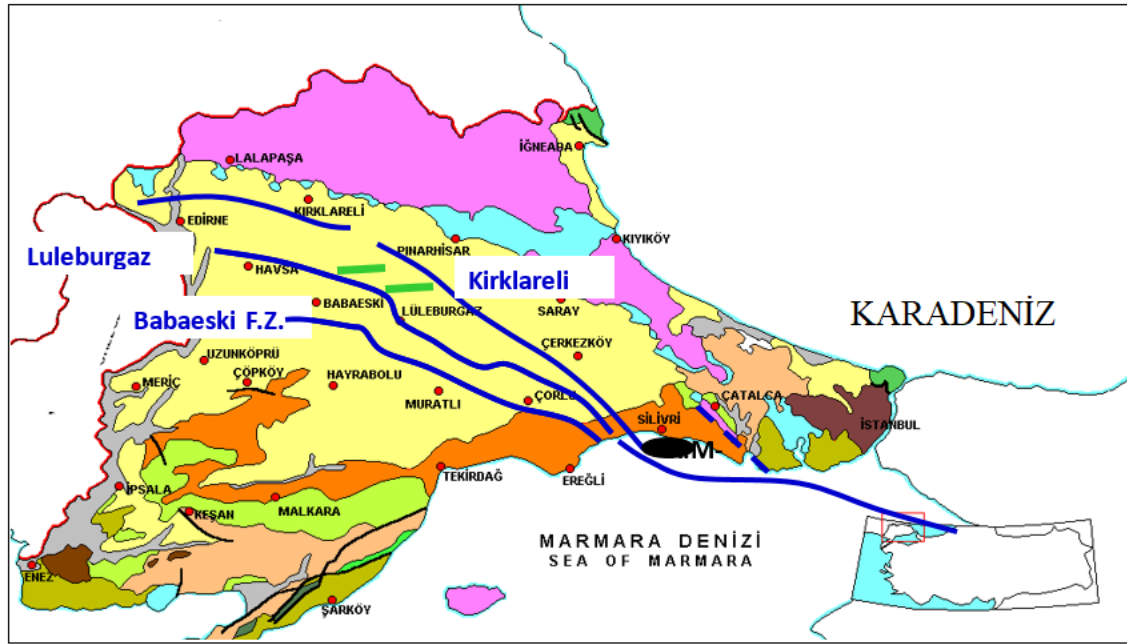 İĞNEABA
LALAPAŞA
KIRKLARELİ
EDİRNE
KIYIKÖY
PINARHİSAR
Luleburgaz
HAVSA
Kirklareli
BABAESKİ
LÜLEBURGAZ
SARAY
KARADENİZ
Babaeski F.Z.
UZUNKÖPRÜ
ÇERKEZKÖY
ÇÖPKÖY
MERİÇ
HAYRABOLU
MURATLI
ÇORLU
ÇATALCA
SİLİVRİ
İSTANBUL
M-
TEKİRDAĞ
EREĞLİ
İPSALA
MALKARA
KEŞAN
MARMARA DENİZİ
SEA OF MARMARA
ENEZ
ŞARKÖY